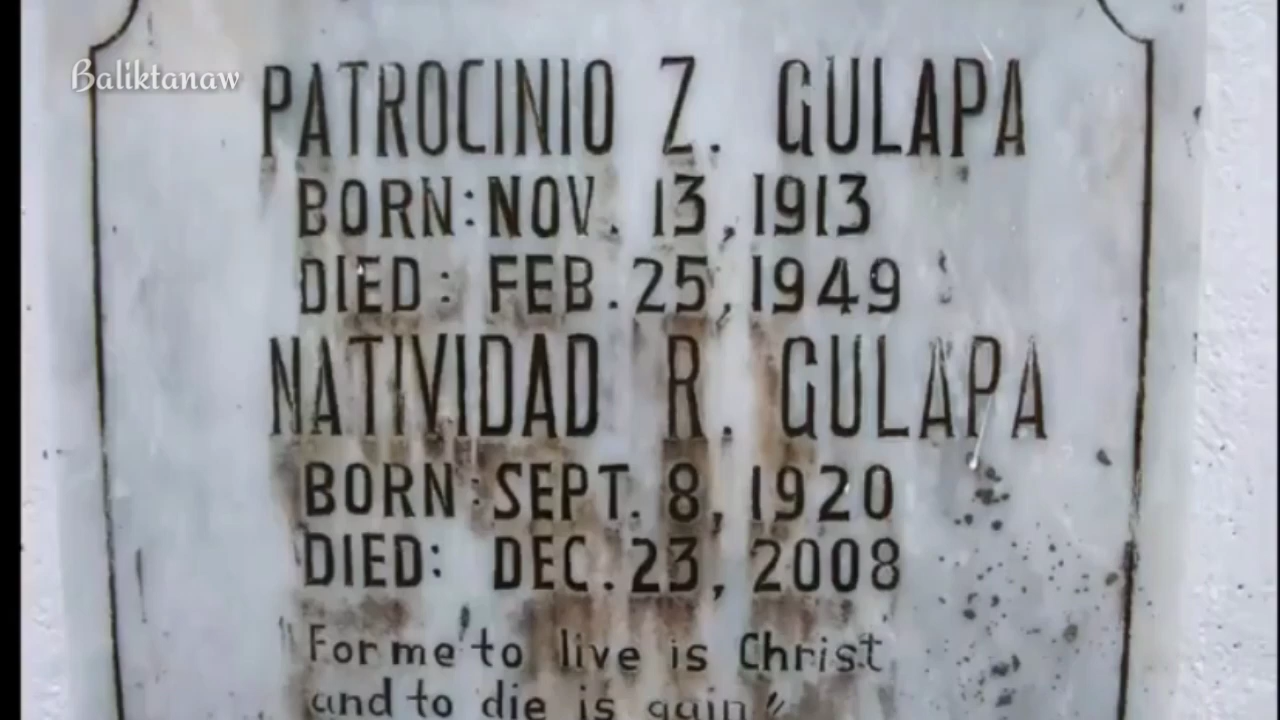 Baliktanaw
PATROCINIO Z. GULAPA
BORN: NOV. 13, 1913
DIED: FEB. 25, 1949
NATIVIDAD R. GULAPA
BORN: SEPT. 8, 1920
DIED: DEC. 23, 2008
"For me to live is Christ
and to die is gain"